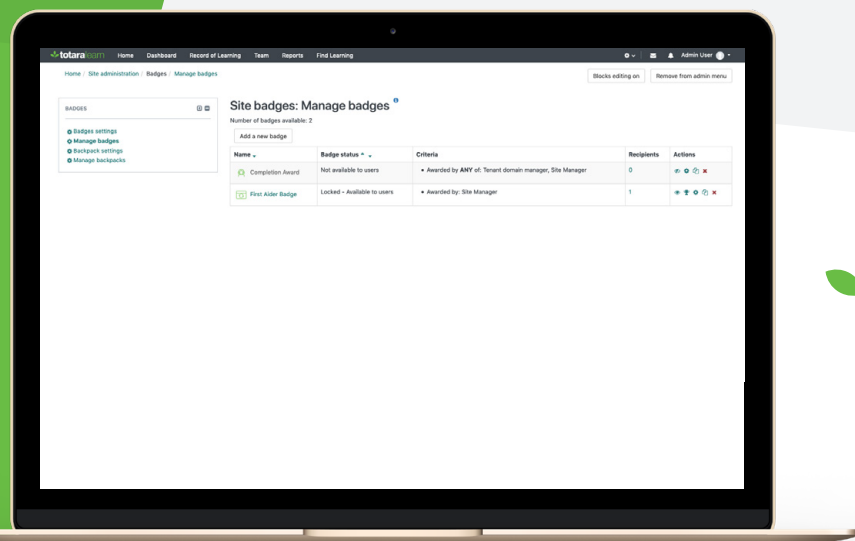 totaralearn Home Dashboard Record of Learning Team Reports Find Learning Admin User
Home / Site administration / Badges / Manage badges
Blocks editing on Remove from admin menu
BADGES
Badges settings
Manage badges
Backpack settings
Manage backpacks
Site badges: Manage badges
Number of badges available: 2
Add a new badge
Name Badge status Criteria Recipients Actions
Completion Award Not available to users • Awarded by ANY of: Tenant domain manager, Site Manager 0
First Aider Badge Locked - Available to users • Awarded by: Site Manager 1